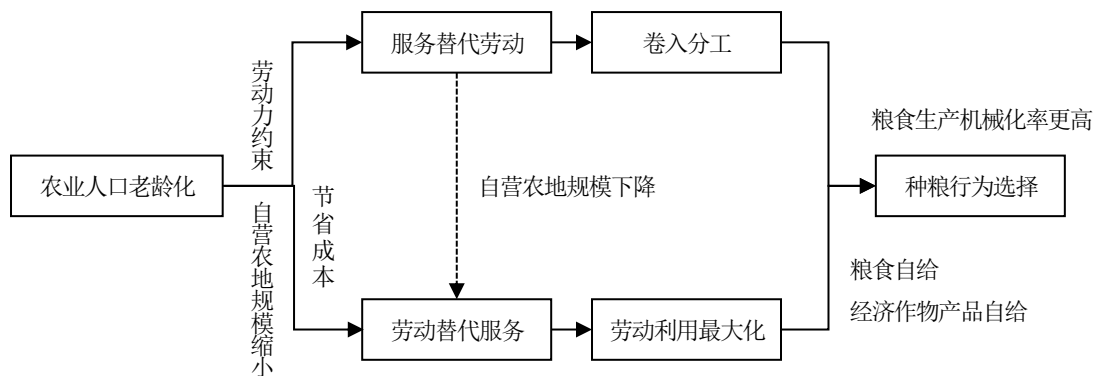 服务替代劳动
卷入分工
劳动力约束
粮食生产机械化率更高
农业人口老龄化
节省成本
自营农地规模下降
种粮行为选择
自营农地规模缩小
粮食自给
经济作物产品自给
劳动替代服务
劳动利用最大化